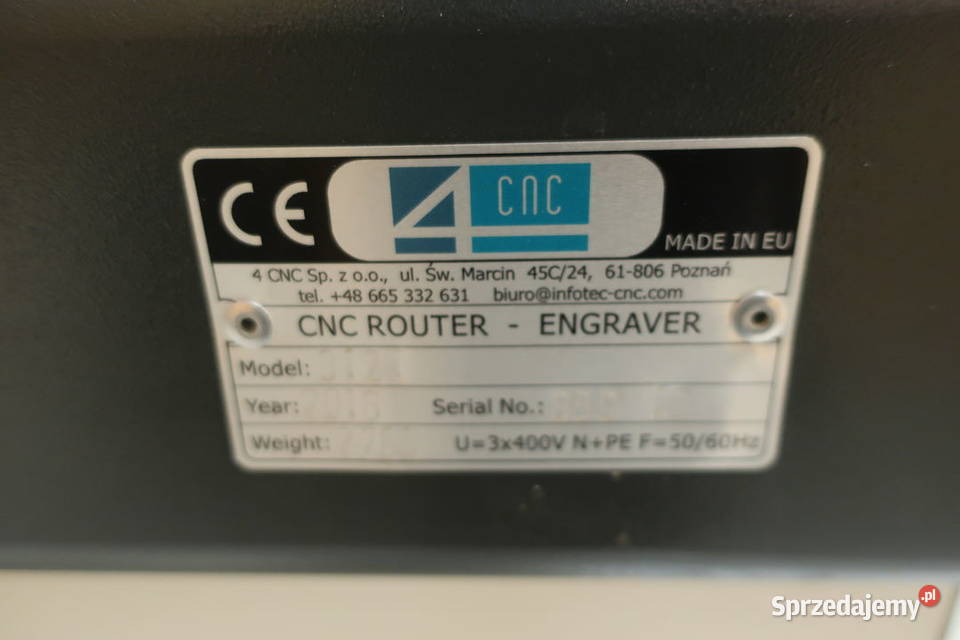 CE
4 CNC
MADE IN EU
4 CNC Sp. z o.o., ul. Św. Marcin 45C/24, 61-806 Poznań
tel. +48 665 332 631 biuro@infotec-cnc.com
CNC ROUTER - ENGRAVER
Model:
Year: Serial No.:
Weight: U=3x400V N+PE F=50/60Hz
Sprzedajemy.pl